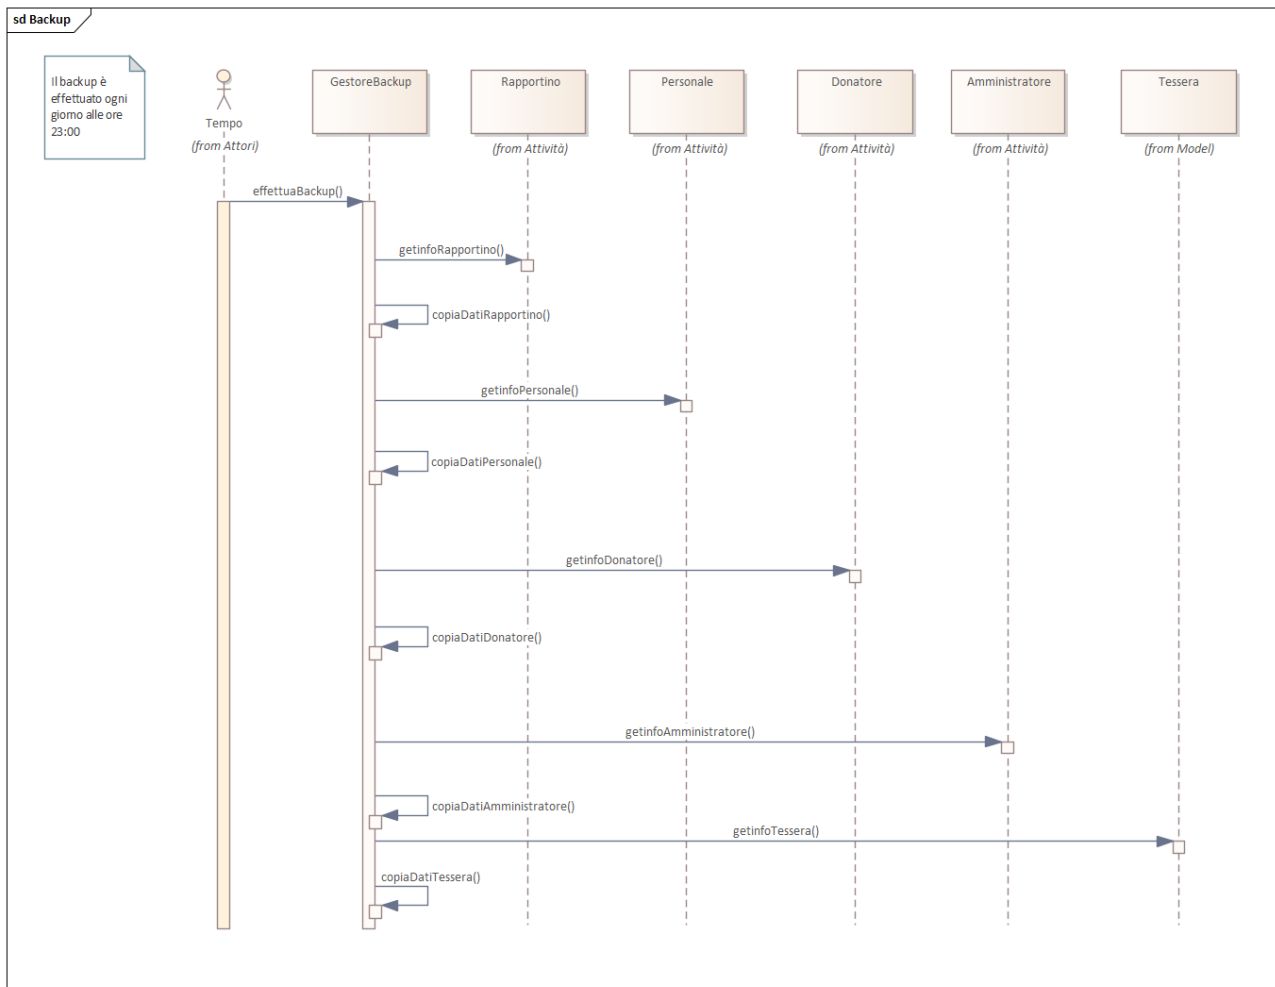 sd Backup
Il backup è
effettuato ogni
giorno alle ore
23:00
Tempo
(from Attori)
GestoreBackup
Rapportino
(from Attività)
Personale
(from Attività)
Donatore
(from Attività)
Amministratore
(from Attività)
Tessera
(from Model)
effettuaBackup()
getinfoRapportino()
copiaDatiRapportino()
getinfoPersonale()
copiaDatiPersonale()
getinfoDonatore()
copiaDatiDonatore()
getinfoAmministratore()
copiaDatiAmministratore()
getinfoTessera()
copiaDatiTessera()